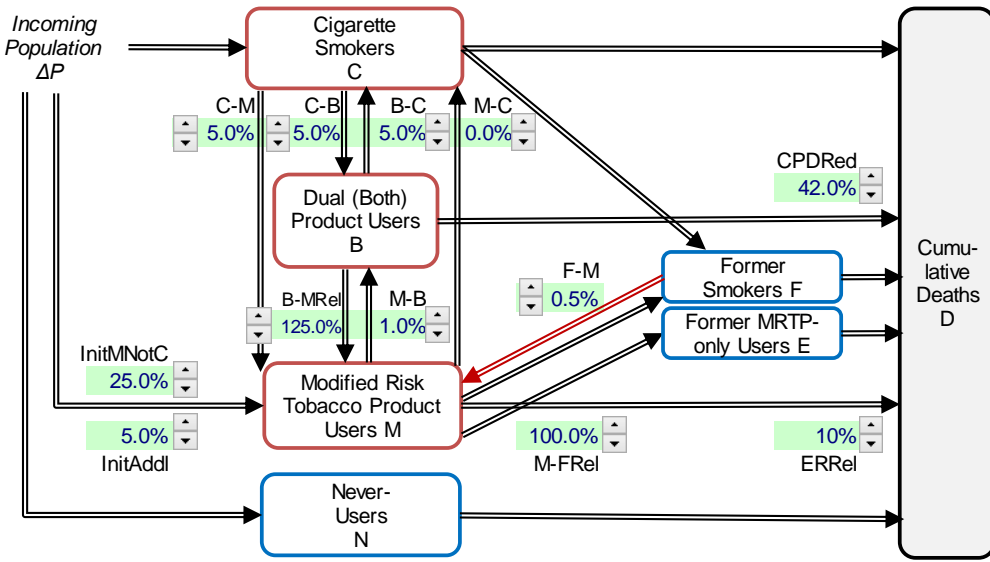 Incoming
Population
ΔP
Cigarette
Smokers
C
C-M
C-B
B-C
M-C
5.0%
5.0%
5.0%
0.0%
CPDRed
42.0%
Dual (Both)
Product Users
B
Cumu-
lative
Deaths
D
F-M
0.5%
Former
Smokers F
Former MRTP-
only Users E
B-MRel
M-B
125.0%
1.0%
InitMNotC
25.0%
Modified Risk
Tobacco Product
Users M
5.0%
InitAddl
100.0%
M-FRel
10%
ERRel
Never-
Users
N